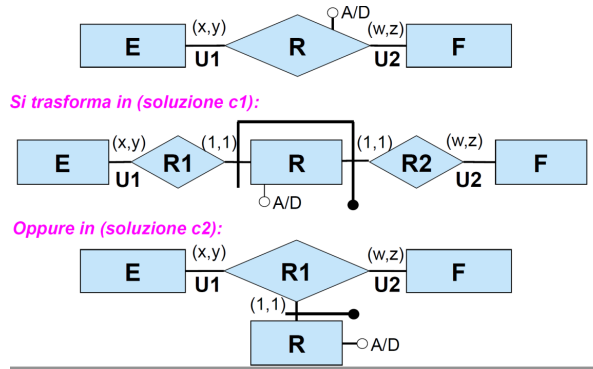 A/D
(x,y) (w,z)
E R F
U1 U2
Si trasforma in (soluzione c1):
(x,y) (1,1) (1,1) (w,z)
E R1 R R2 F
U1 U2
A/D
Oppure in (soluzione c2):
(x,y) (w,z)
E R1 F
U1 U2
(1,1)
R A/D